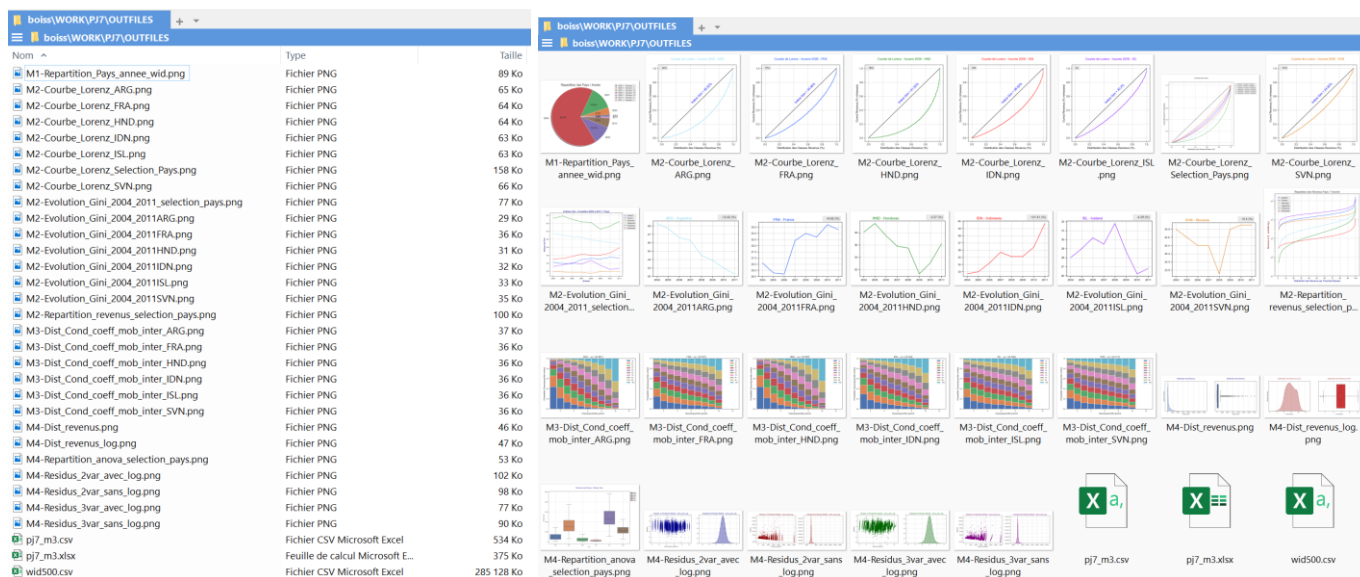 boiss\WORK\PJ7\OUTFILES
boiss\WORK\PJ7\OUTFILES
Nom Type Taille
M1-Repartition_Pays_annee_wid.png Fichier PNG 89 Ko
M2-Courbe_Lorenz_ARG.png Fichier PNG 65 Ko
M2-Courbe_Lorenz_FRA.png Fichier PNG 64 Ko
M2-Courbe_Lorenz_HND.png Fichier PNG 64 Ko
M2-Courbe_Lorenz_IDN.png Fichier PNG 63 Ko
M2-Courbe_Lorenz_ISL.png Fichier PNG 63 Ko
M2-Courbe_Lorenz_Selection_Pays.png Fichier PNG 158 Ko
M2-Courbe_Lorenz_SVN.png Fichier PNG 66 Ko
M2-Evolution_Gini_2004_2011_selection_pays.png Fichier PNG 77 Ko
M2-Evolution_Gini_2004_2011ARG.png Fichier PNG 29 Ko
M2-Evolution_Gini_2004_2011FRA.png Fichier PNG 36 Ko
M2-Evolution_Gini_2004_2011HND.png Fichier PNG 31 Ko
M2-Evolution_Gini_2004_2011IDN.png Fichier PNG 32 Ko
M2-Evolution_Gini_2004_2011ISL.png Fichier PNG 33 Ko
M2-Evolution_Gini_2004_2011SVN.png Fichier PNG 35 Ko
M2-Repartition_revenus_selection_pays.png Fichier PNG 100 Ko
M3-Dist_Cond_coeff_mob_inter_ARG.png Fichier PNG 37 Ko
M3-Dist_Cond_coeff_mob_inter_FRA.png Fichier PNG 36 Ko
M3-Dist_Cond_coeff_mob_inter_HND.png Fichier PNG 36 Ko
M3-Dist_Cond_coeff_mob_inter_IDN.png Fichier PNG 36 Ko
M3-Dist_Cond_coeff_mob_inter_ISL.png Fichier PNG 36 Ko
M3-Dist_Cond_coeff_mob_inter_SVN.png Fichier PNG 36 Ko
M4-Dist_revenus.png Fichier PNG 46 Ko
M4-Dist_revenus_log.png Fichier PNG 47 Ko
M4-Repartition_anova_selection_pays.png Fichier PNG 53 Ko
M4-Residus_2var_avec_log.png Fichier PNG 102 Ko
M4-Residus_2var_sans_log.png Fichier PNG 98 Ko
M4-Residus_3var_avec_log.png Fichier PNG 77 Ko
M4-Residus_3var_sans_log.png Fichier PNG 90 Ko
pj7_m3.csv Fichier CSV Microsoft Excel 534 Ko
pj7_m3.xlsx Feuille de calcul Microsoft E... 375 Ko
wid500.csv Fichier CSV Microsoft Excel 285 128 Ko
boiss\WORK\PJ7\OUTFILES
boiss\WORK\PJ7\OUTFILES
M1-Repartition_Pays_ M2-Courbe_Lorenz_ M2-Courbe_Lorenz_ M2-Courbe_Lorenz_ M2-Courbe_Lorenz_ M2-Courbe_Lorenz_ISL M2-Courbe_Lorenz_ M2-Courbe_Lorenz_
annee_wid.png ARG.png FRA.png HND.png IDN.png .png Selection_Pays.png SVN.png
M2-Evolution_Gini_ M2-Evolution_Gini_ M2-Evolution_Gini_ M2-Evolution_Gini_ M2-Evolution_Gini_ M2-Evolution_Gini_ M2-Evolution_Gini_ M2-Repartition_
2004_2011_selection... 2004_2011ARG.png 2004_2011FRA.png 2004_2011HND.png 2004_2011IDN.png 2004_2011ISL.png 2004_2011SVN.png revenus_selection_p...
M3-Dist_Cond_coeff_ M3-Dist_Cond_coeff_ M3-Dist_Cond_coeff_ M3-Dist_Cond_coeff_ M3-Dist_Cond_coeff_ M3-Dist_Cond_coeff_ M4-Dist_revenus.png M4-Dist_revenus_log.
mob_inter_ARG.png mob_inter_FRA.png mob_inter_HND.png mob_inter_IDN.png mob_inter_ISL.png mob_inter_SVN.png png
M4-Repartition_anova M4-Residus_2var_avec M4-Residus_2var_sans M4-Residus_3var_avec M4-Residus_3var_sans pj7_m3.csv pj7_m3.xlsx wid500.csv
_selection_pays.png _log.png _log.png _log.png _log.png